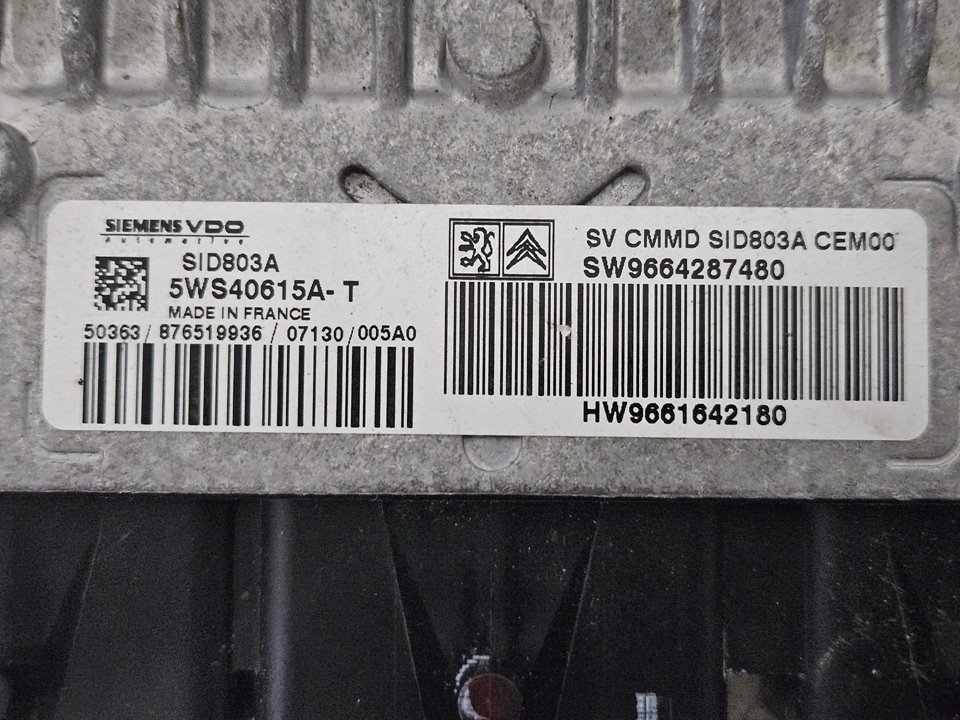 SIEMENS VDO
Automotive
SID803A
5WS40615A-T
MADE IN FRANCE
50363/876519936/07130/005A0
SV CMMD SID803A CEM00
SW9664287480
HW9661642180